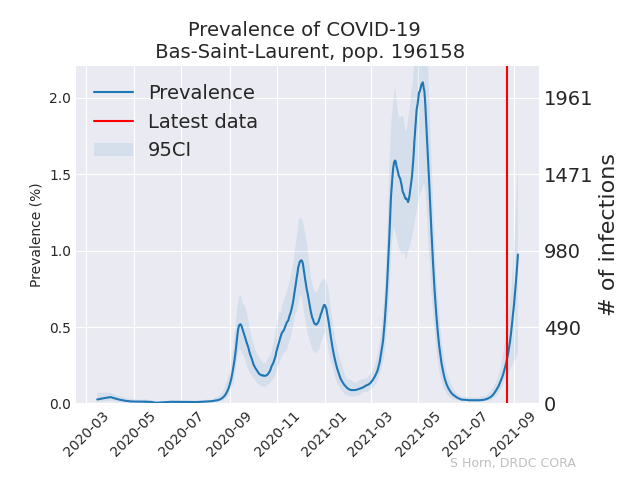 Prevalence of COVID-19
Bas-Saint-Laurent, pop. 196158
Prevalence
Latest data
95CI
Prevalence (%)
2.0
1.5
1.0
0.5
0.0
1961
1471
980
490
0
# of infections
2020-03
2020-05
2020-07
2020-09
2020-11
2021-01
2021-03
2021-05
2021-07
2021-09
S Horn, DRDC CORA